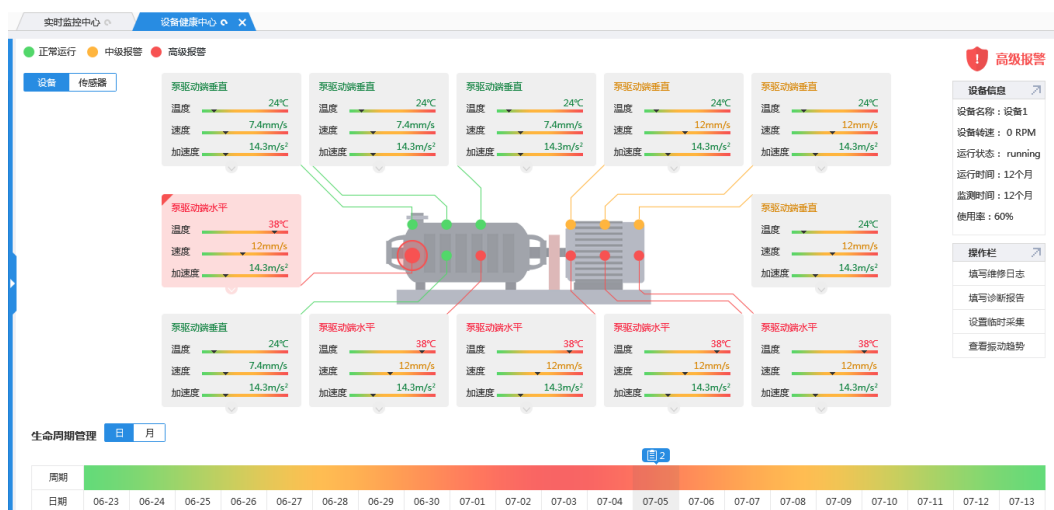 实时监控中心
设备健康中心
正常运行 中级报警 高级报警
高级报警
设备 传感器
泵驱动端垂直
温度 24℃
速度 7.4mm/s
加速度 14.3m/s²
泵驱动端垂直
温度 24℃
速度 7.4mm/s
加速度 14.3m/s²
泵驱动端垂直
温度 24℃
速度 7.4mm/s
加速度 14.3m/s²
泵驱动端垂直
温度 24℃
速度 12mm/s
加速度 14.3m/s²
泵驱动端垂直
温度 24℃
速度 12mm/s
加速度 14.3m/s²
泵驱动端水平
温度 38℃
速度 12mm/s
加速度 14.3m/s²
泵驱动端垂直
温度 24℃
速度 12mm/s
加速度 14.3m/s²
泵驱动端垂直
温度 24℃
速度 7.4mm/s
加速度 14.3m/s²
泵驱动端水平
温度 38℃
速度 12mm/s
加速度 14.3m/s²
泵驱动端水平
温度 38℃
速度 12mm/s
加速度 14.3m/s²
泵驱动端水平
温度 38℃
速度 12mm/s
加速度 14.3m/s²
泵驱动端水平
温度 38℃
速度 12mm/s
加速度 14.3m/s²
设备信息
设备名称：设备1
设备转速： 0 RPM
运行状态： running
运行时间：12个月
监测时间：12个月
使用率：60%
操作栏
填写维修日志
填写诊断报告
设置临时采集
查看振动趋势
生命周期管理 日 月
2
周期
日期 06-23 06-24 06-25 06-26 06-27 06-28 06-29 06-30 07-01 07-02 07-03 07-04 07-05 07-06 07-07 07-08 07-09 07-10 07-11 07-12 07-13